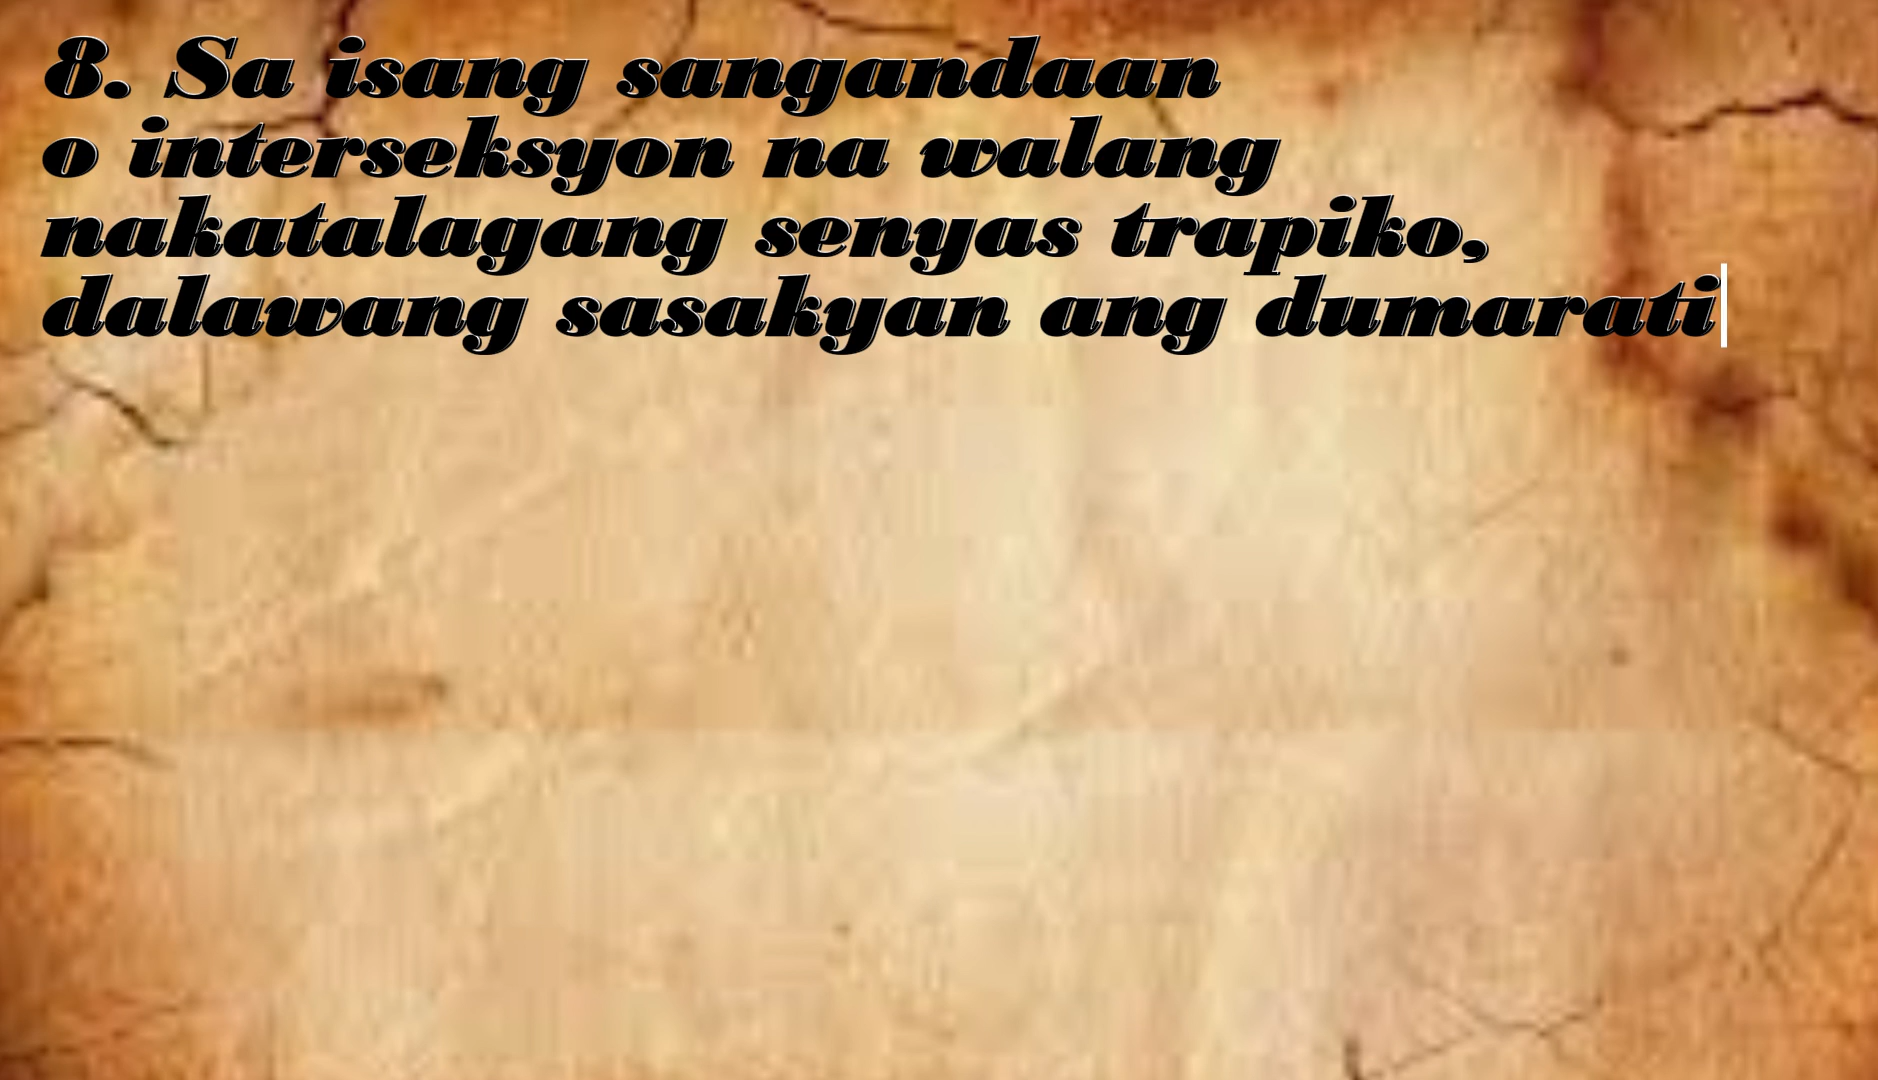 8. Sa isang sangandaan
o interseksyon na walang
nakatalagang senyas trapiko,
dalawang sasakyan ang dumarati